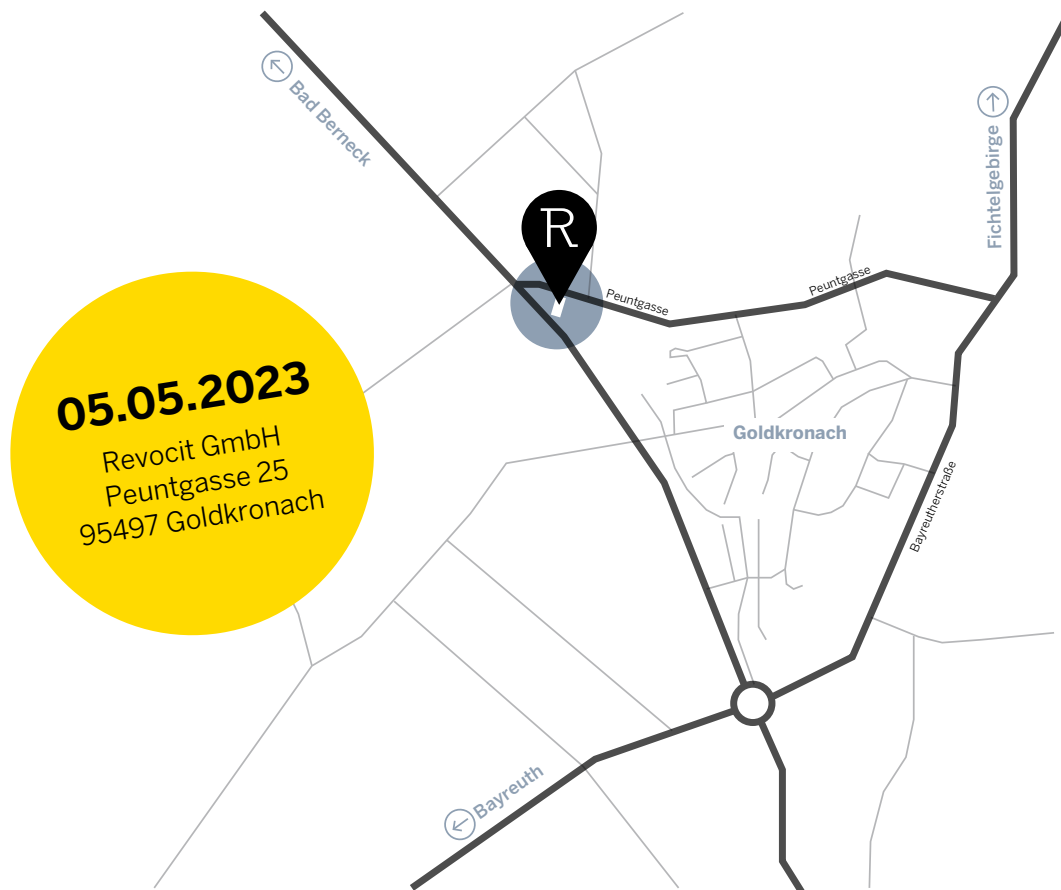 Bad Berneck
Fichtelgebirge
R
Peuntgasse
Peuntgasse
05.05.2023
Revocit GmbH
Peuntgasse 25
95497 Goldkronach
Goldkronach
Bayreutherstraße
Bayreuth